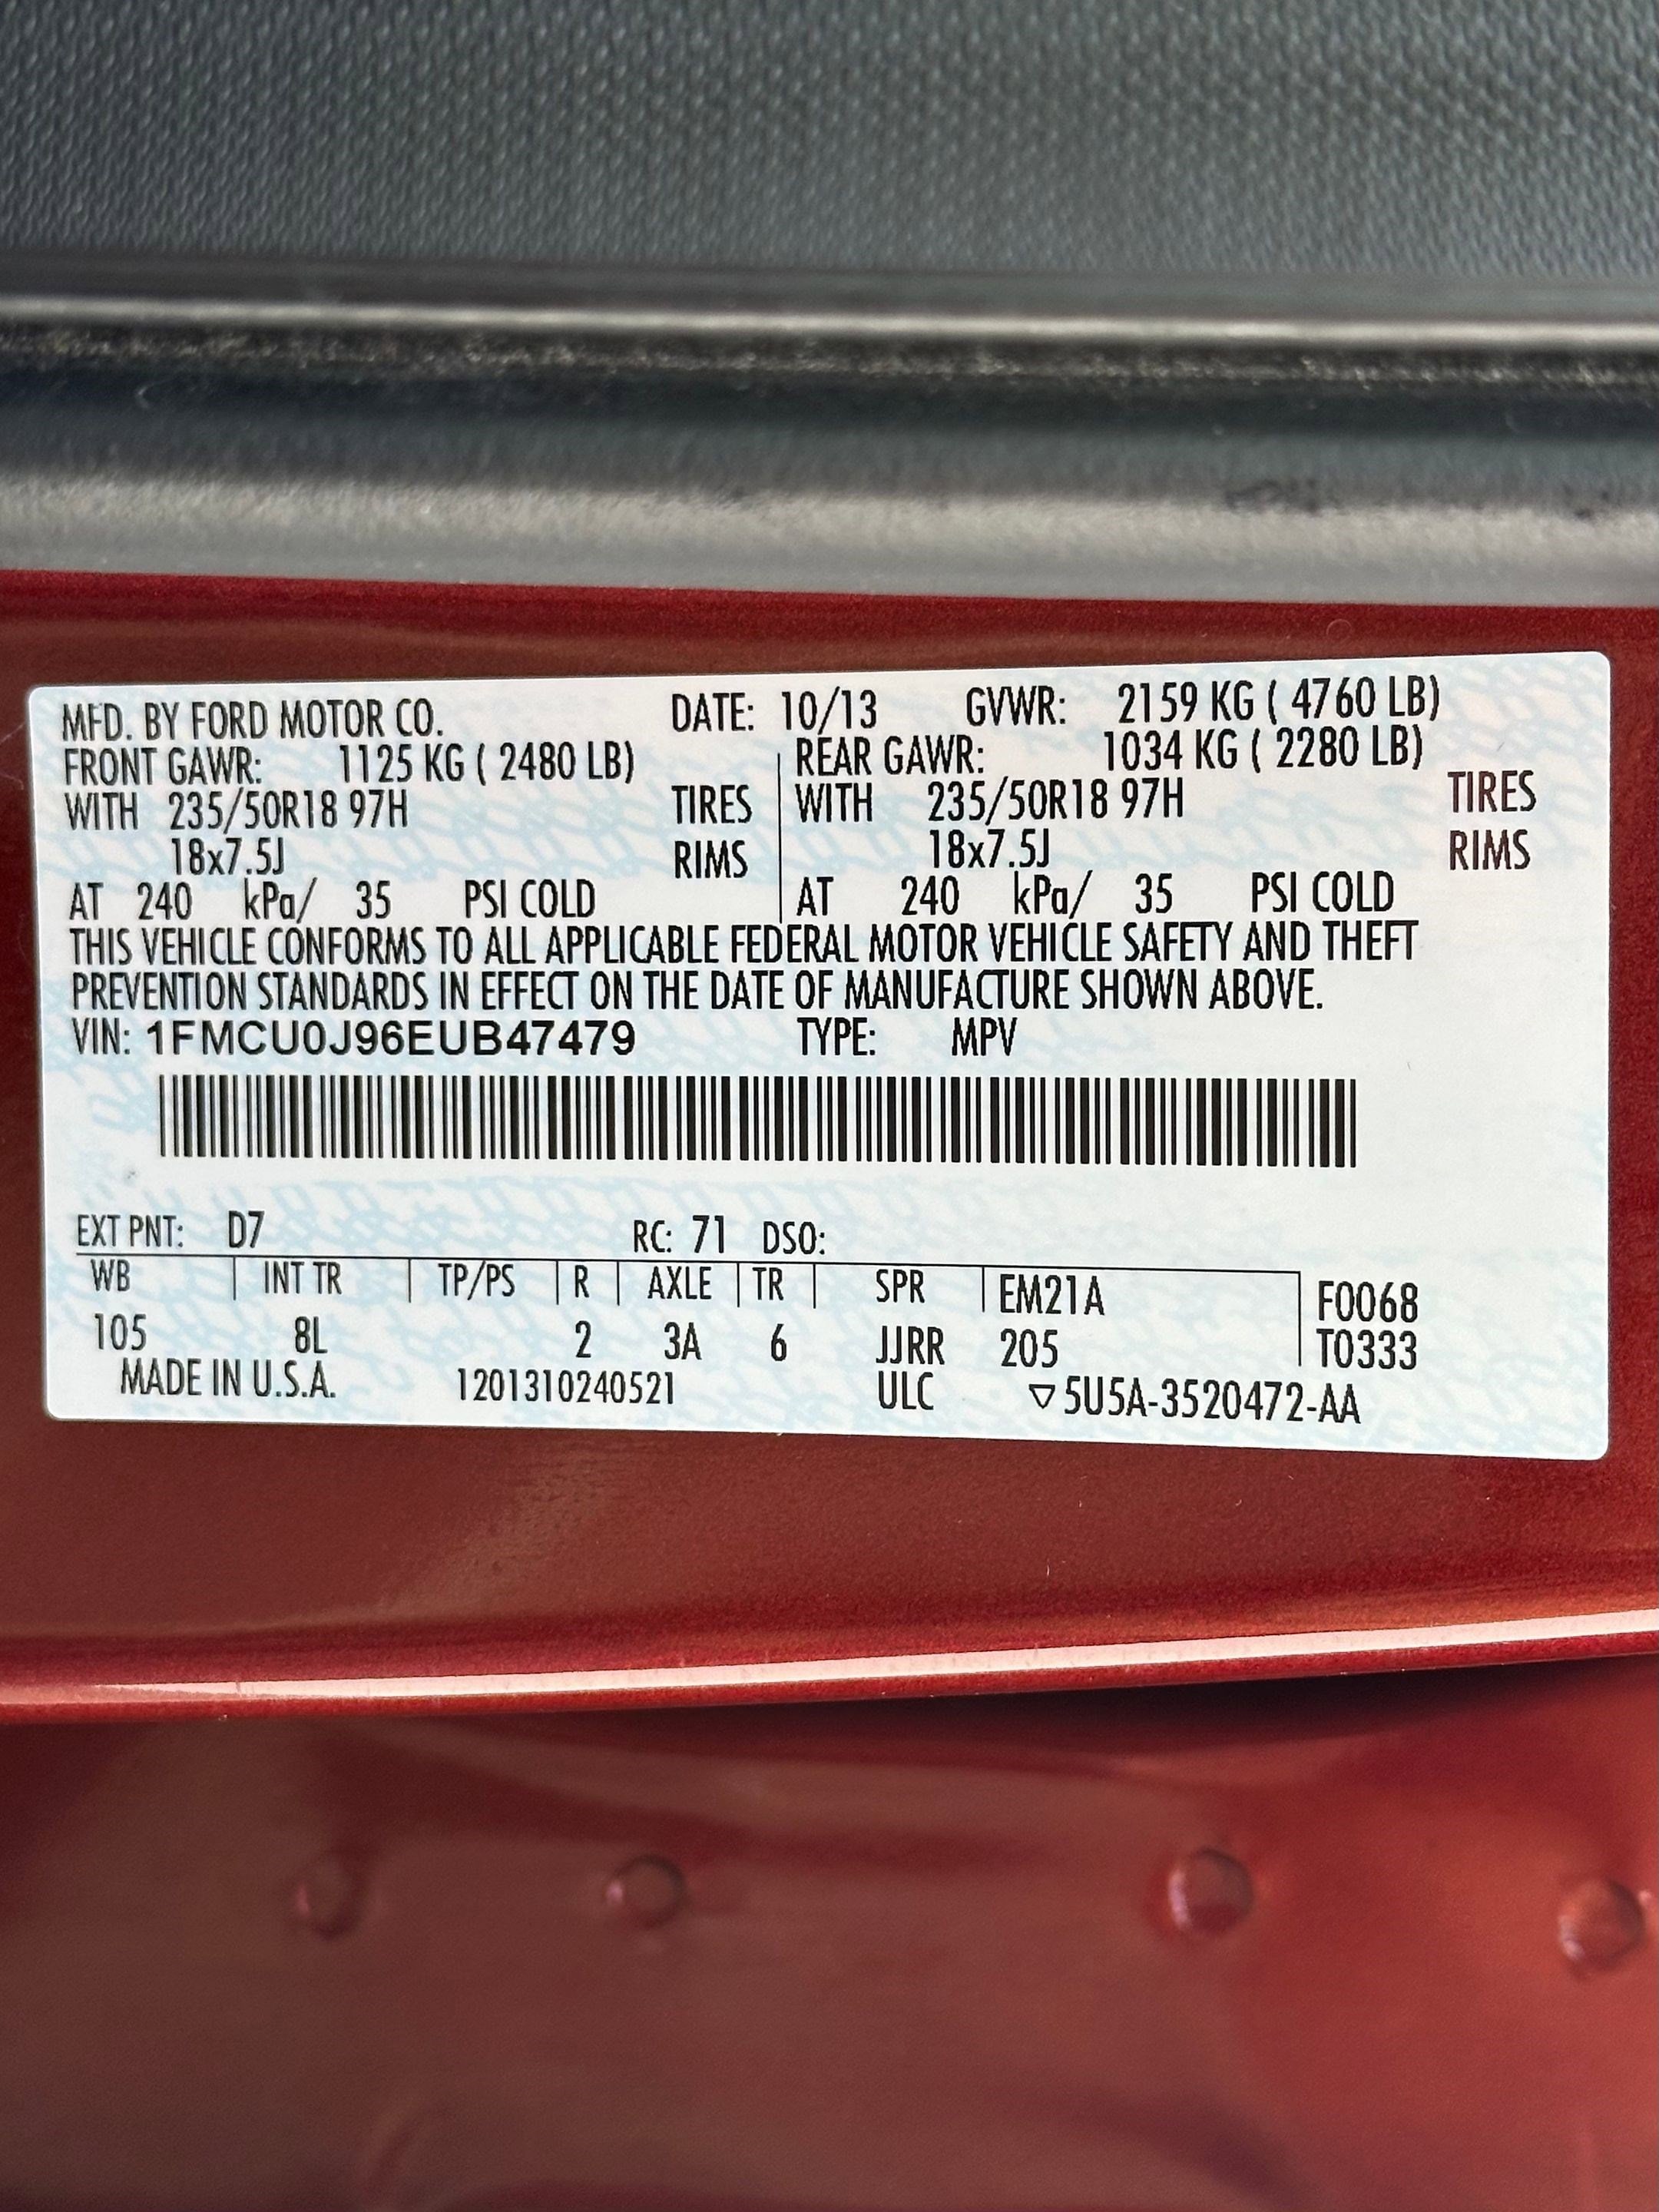 MFD. BY FORD MOTOR CO. DATE: 10/13 GVWR: 2159 KG ( 4760 LB)
FRONT GAWR: 1125 KG ( 2480 LB) REAR GAWR: 1034 KG ( 2280 LB)
WITH 235/50R18 97H TIRES WITH 235/50R18 97H TIRES
18x7.5J RIMS 18x7.5J RIMS
AT 240 kPa/ 35 PSI COLD AT 240 kPa/ 35 PSI COLD
THIS VEHICLE CONFORMS TO ALL APPLICABLE FEDERAL MOTOR VEHICLE SAFETY AND THEFT
PREVENTION STANDARDS IN EFFECT ON THE DATE OF MANUFACTURE SHOWN ABOVE.
VIN: 1FMCU0J96EUB47479 TYPE: MPV
EXT PNT: D7 RC: 71 DSO:
WB INT TR TP/PS R AXLE TR SPR EM21A F0068
105 8L 2 3A 6 JJRR 205 T0333
MADE IN U.S.A. 1201310240521 ULC ▽5U5A-3520472-AA